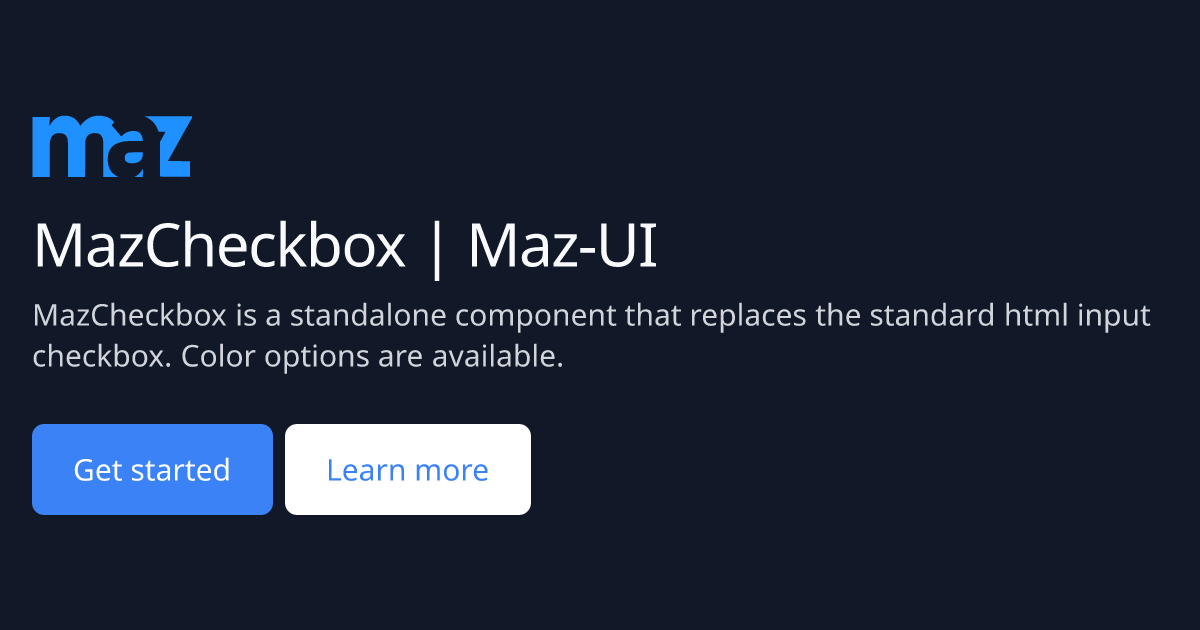 maz
MazCheckbox | Maz-UI
MazCheckbox is a standalone component that replaces the standard html input
checkbox. Color options are available.
Get started
Learn more